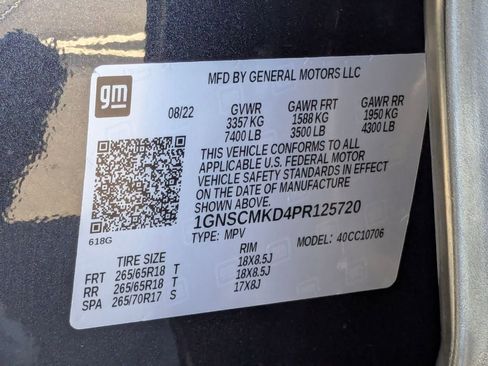 MFD BY GENERAL MOTORS LLC
gm
08/22 GVWR GAWR FRT GAWR RR
3357 KG 1588 KG 1950 KG
7400 LB 3500 LB 4300 LB
THIS VEHICLE CONFORMS TO ALL
APPLICABLE U.S. FEDERAL MOTOR
VEHICLE SAFETY STANDARDS IN EFFECT
ON THE DATE OF MANUFACTURE
SHOWN ABOVE.
1GNSCMKD4PR125720
618G TYPE: MPV MODEL: 40CC10706
TIRE SIZE RIM
FRT 265/65R18 T 18X8.5J
RR 265/65R18 T 18X8.5J
SPA 265/70R17 S 17X8J